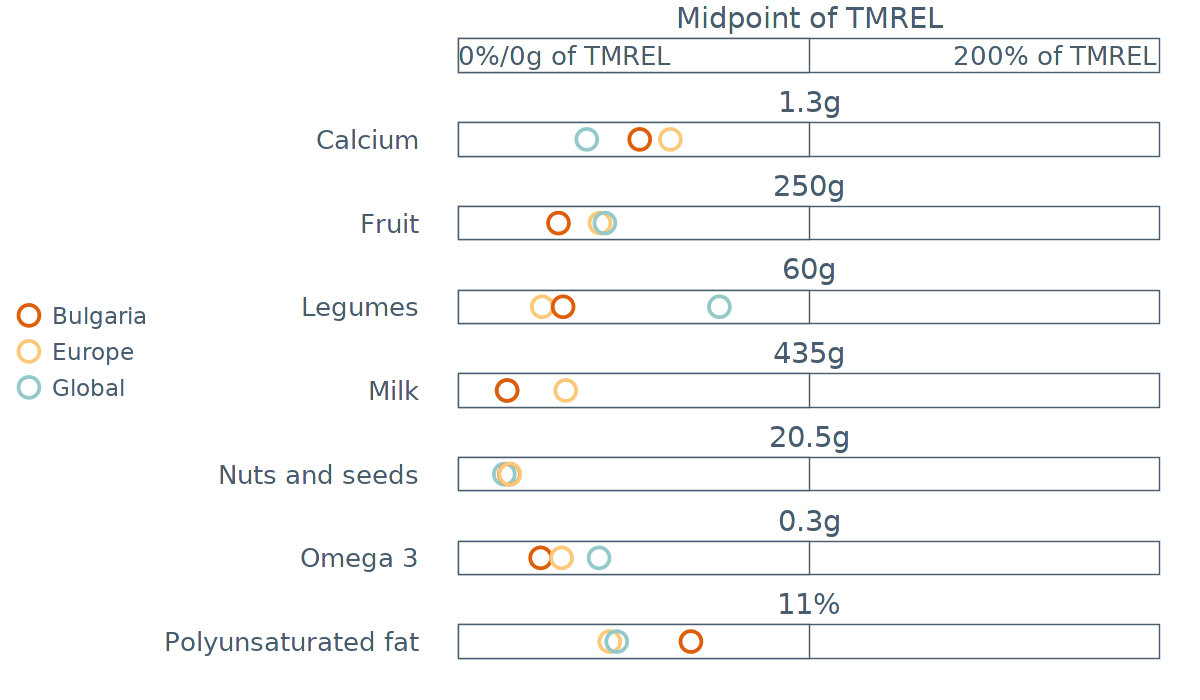 Midpoint of TMREL
0%/0g of TMREL 200% of TMREL
1.3g
Calcium
250g
Fruit
60g
Legumes
435g
Milk
20.5g
Nuts and seeds
0.3g
Omega 3
11%
Polyunsaturated fat
Bulgaria
Europe
Global